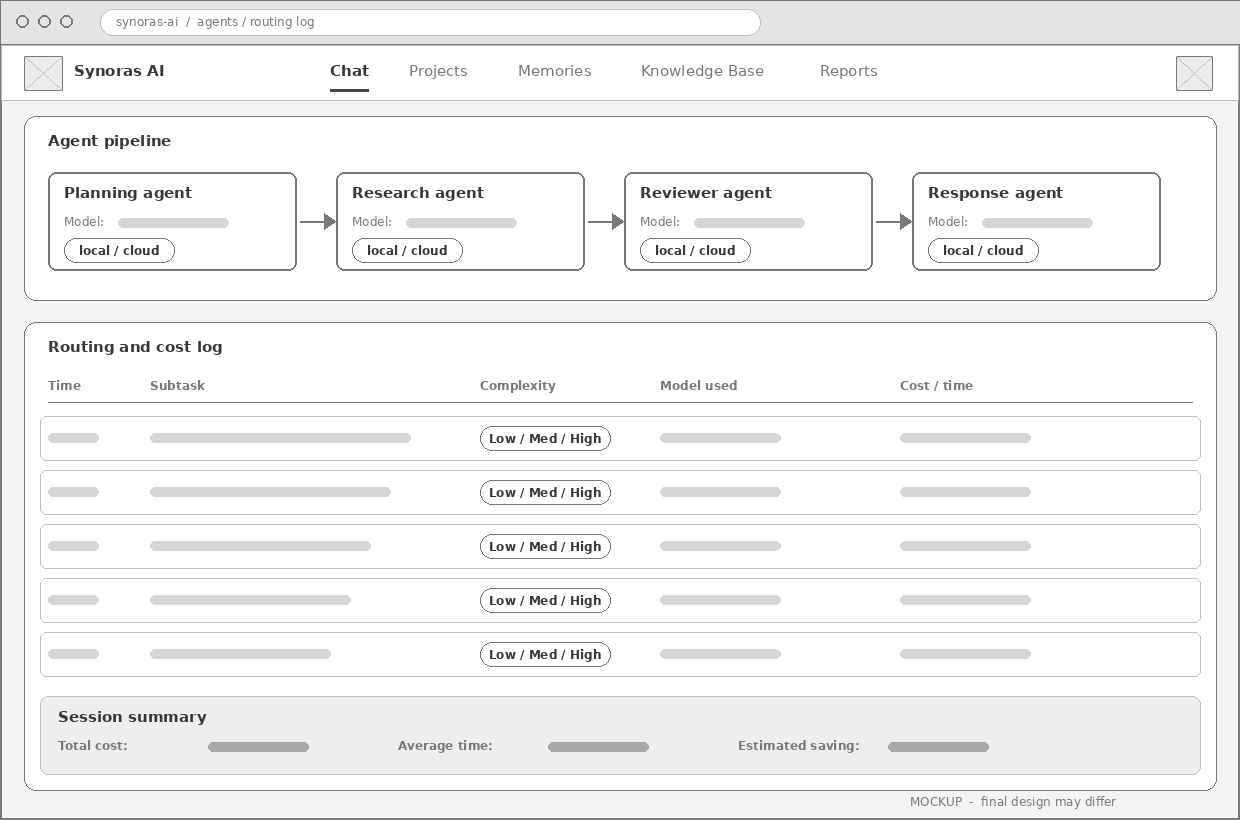 synoras-ai / agents / routing log
Synoras AI Chat Projects Memories Knowledge Base Reports
Agent pipeline
Planning agent Research agent Reviewer agent Response agent
Model: Model: Model: Model:
local / cloud local / cloud local / cloud local / cloud
Routing and cost log
Time Subtask Complexity Model used Cost / time
Low / Med / High
Low / Med / High
Low / Med / High
Low / Med / High
Low / Med / High
Session summary
Total cost: Average time: Estimated saving:
MOCKUP - final design may differ